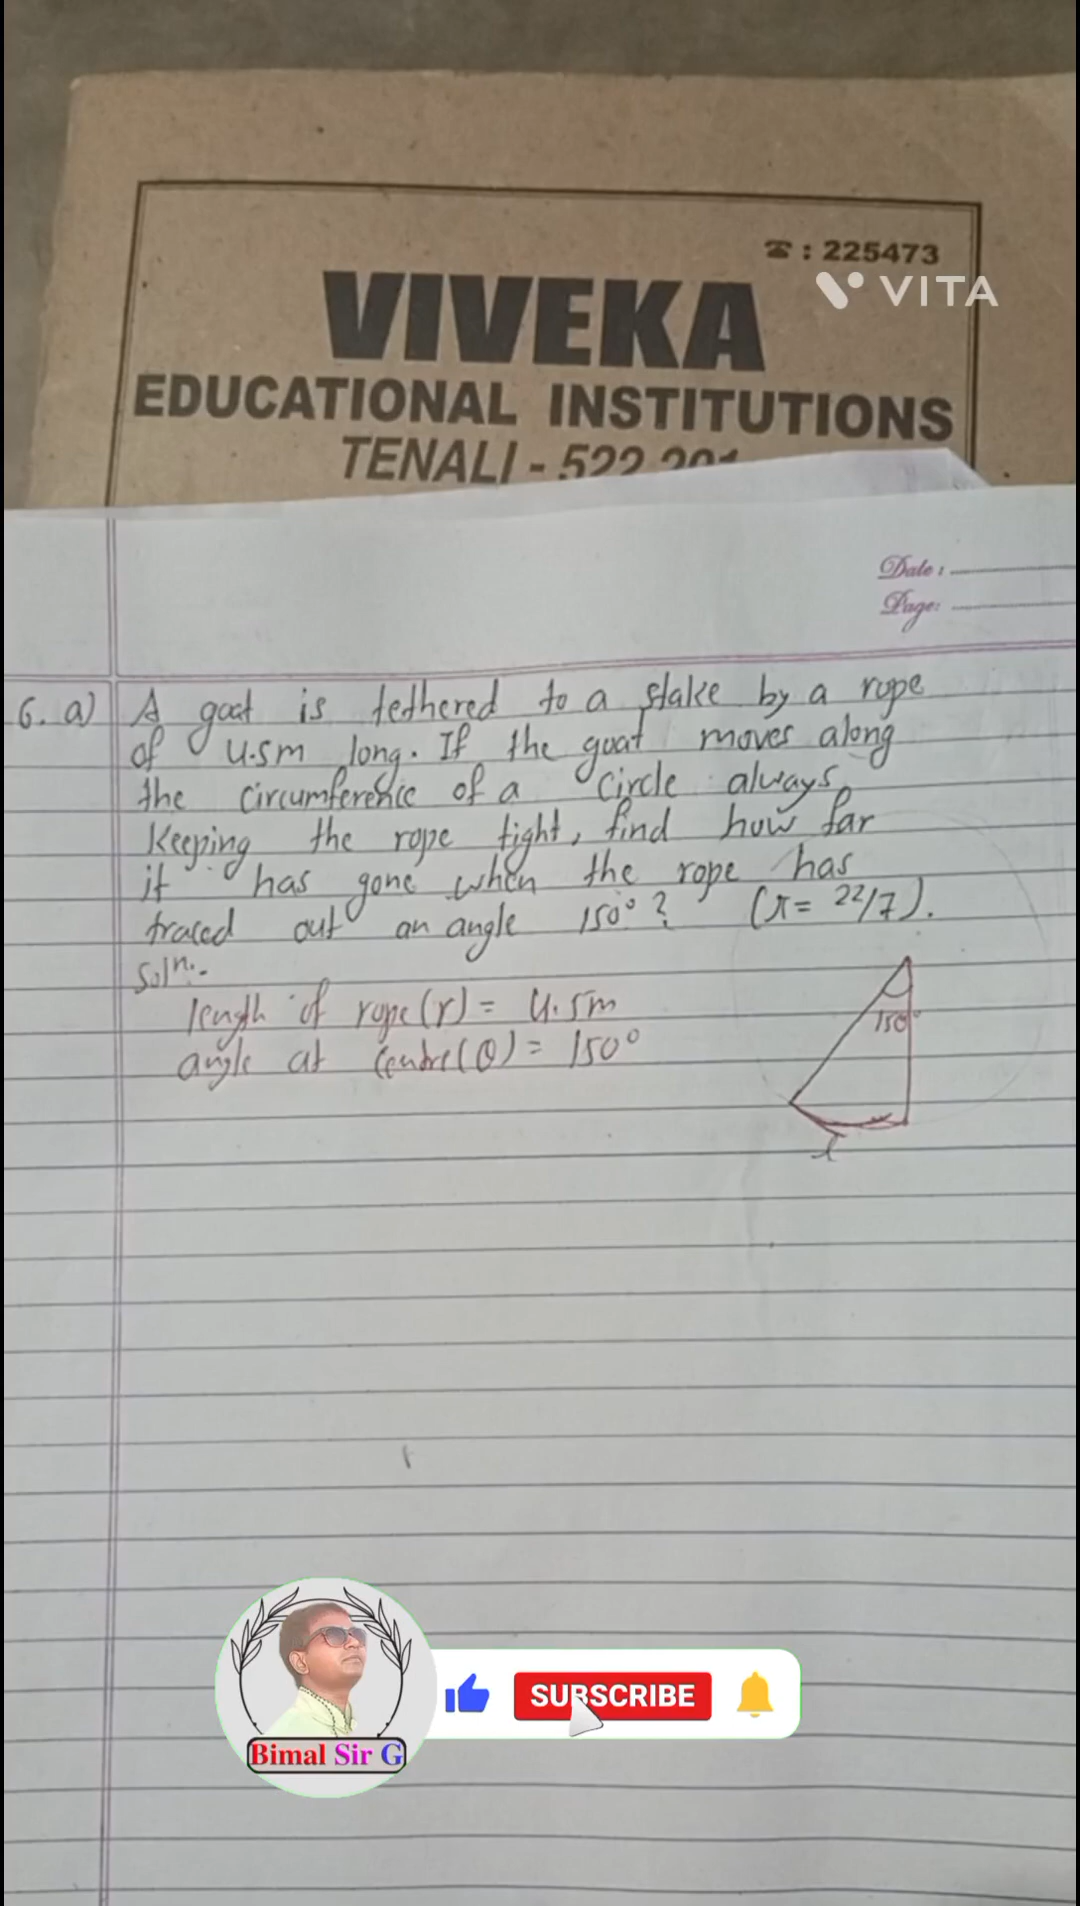 ☎ : 225473
VITA
VIVEKA
EDUCATIONAL INSTITUTIONS
TENALI - 522 201
Date :
Page:
6. a) A goat is tethered to a stake by a rope
of 4.5m long. If the goat moves along
the circumference of a circle always
keeping the rope tight, find how far
it has gone when the rope has
traced out an angle 150°? (π = 22/7).
Solⁿ:-
length of rope(r) = 4.5m
angle at centre(θ) = 150°
150°
l
SUBSCRIBE
Bimal Sir G